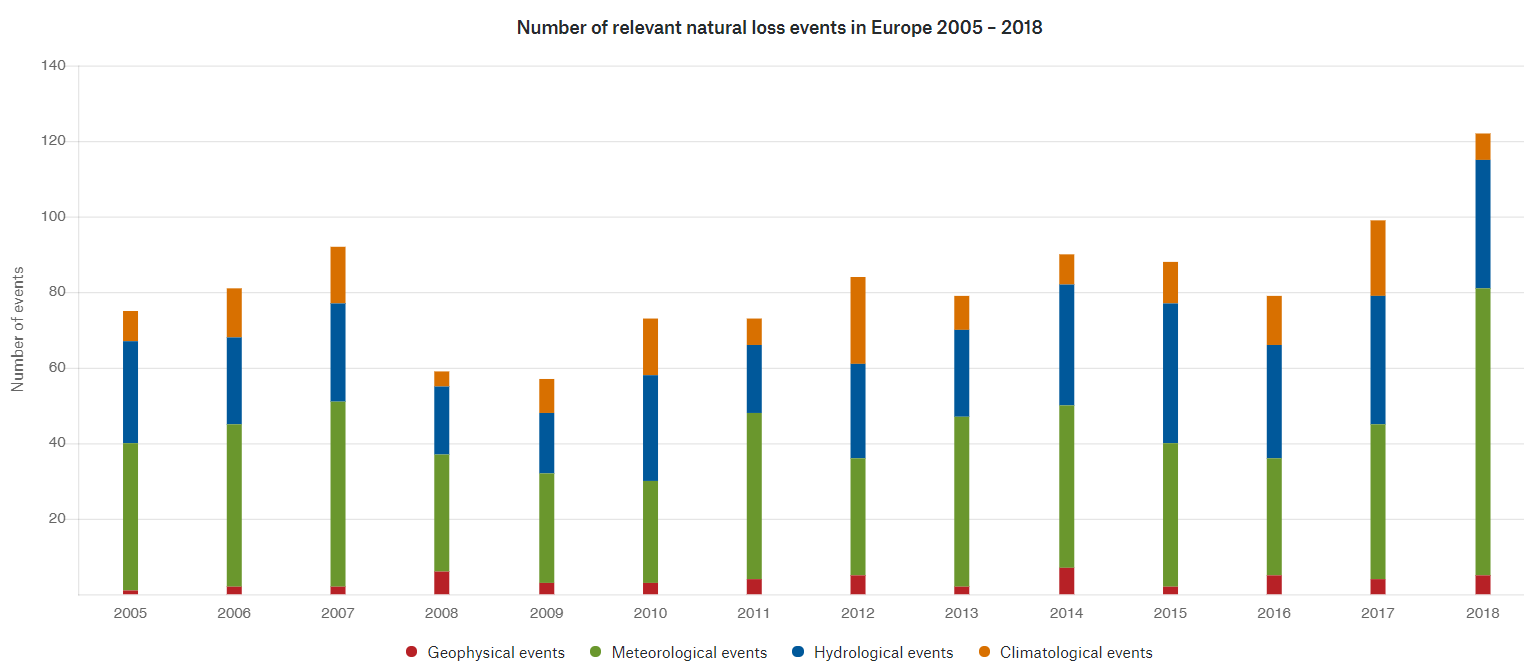 Number of relevant natural loss events in Europe 2005 – 2018
140
120
100
80
60
40
20
Number of events
2005 2006 2007 2008 2009 2010 2011 2012 2013 2014 2015 2016 2017 2018
Geophysical events Meteorological events Hydrological events Climatological events